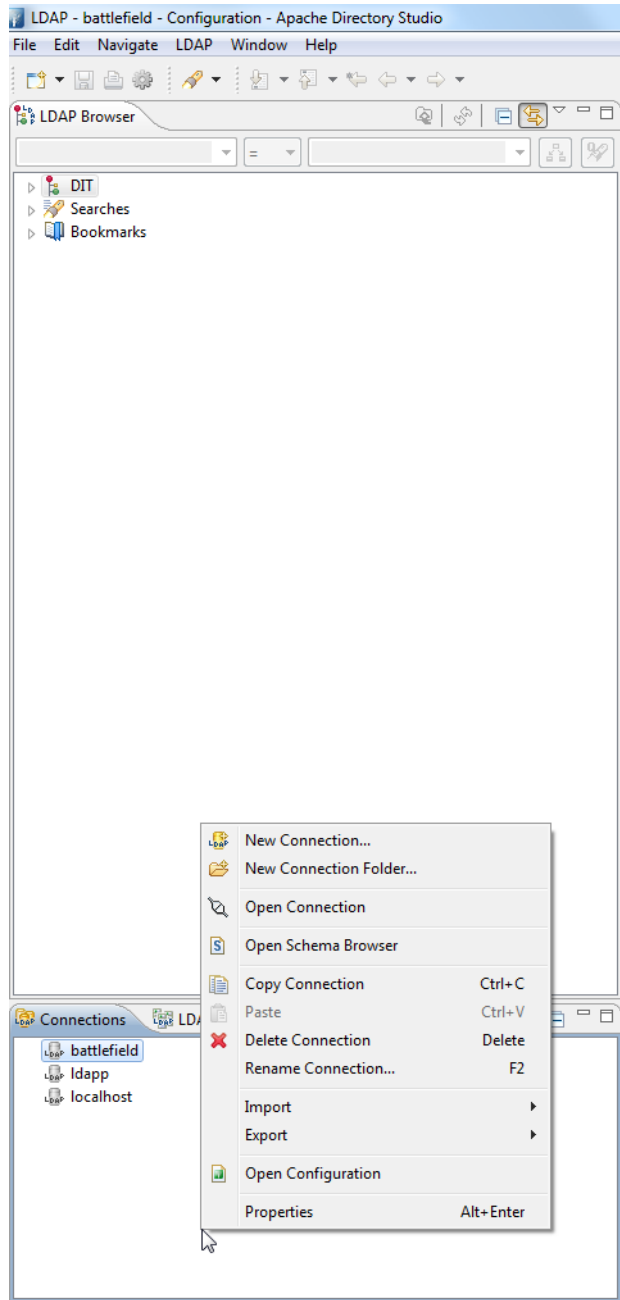 LDAP - battlefield - Configuration - Apache Directory Studio
File Edit Navigate LDAP Window Help
LDAP Browser
=
DIT
Searches
Bookmarks
New Connection...
New Connection Folder...
Open Connection
Open Schema Browser
Copy Connection Ctrl+C
Paste Ctrl+V
Delete Connection Delete
Rename Connection... F2
Import
Export
Open Configuration
Properties Alt+Enter
Connections LDA
battlefield
ldapp
localhost